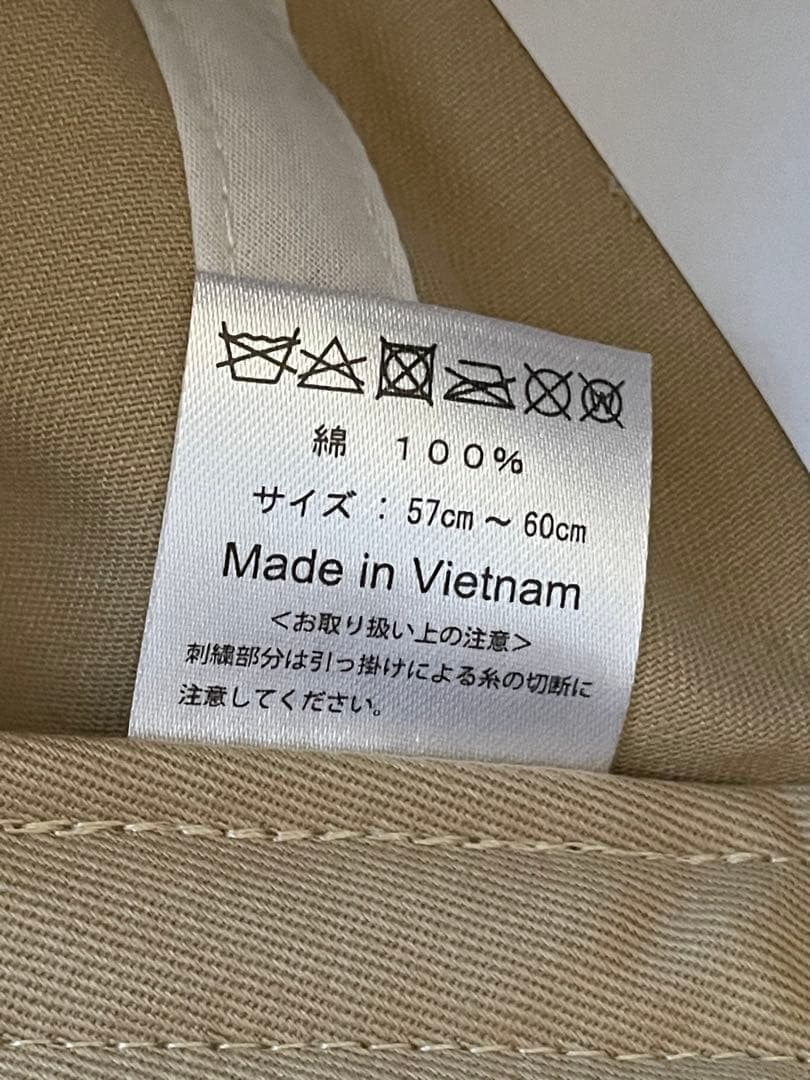 W
綿 100%
サイズ : 57cm ～ 60cm
Made in Vietnam
<お取り扱い上の注意>
刺繍部分は引っ掛けによる糸の切断に
注意してください。